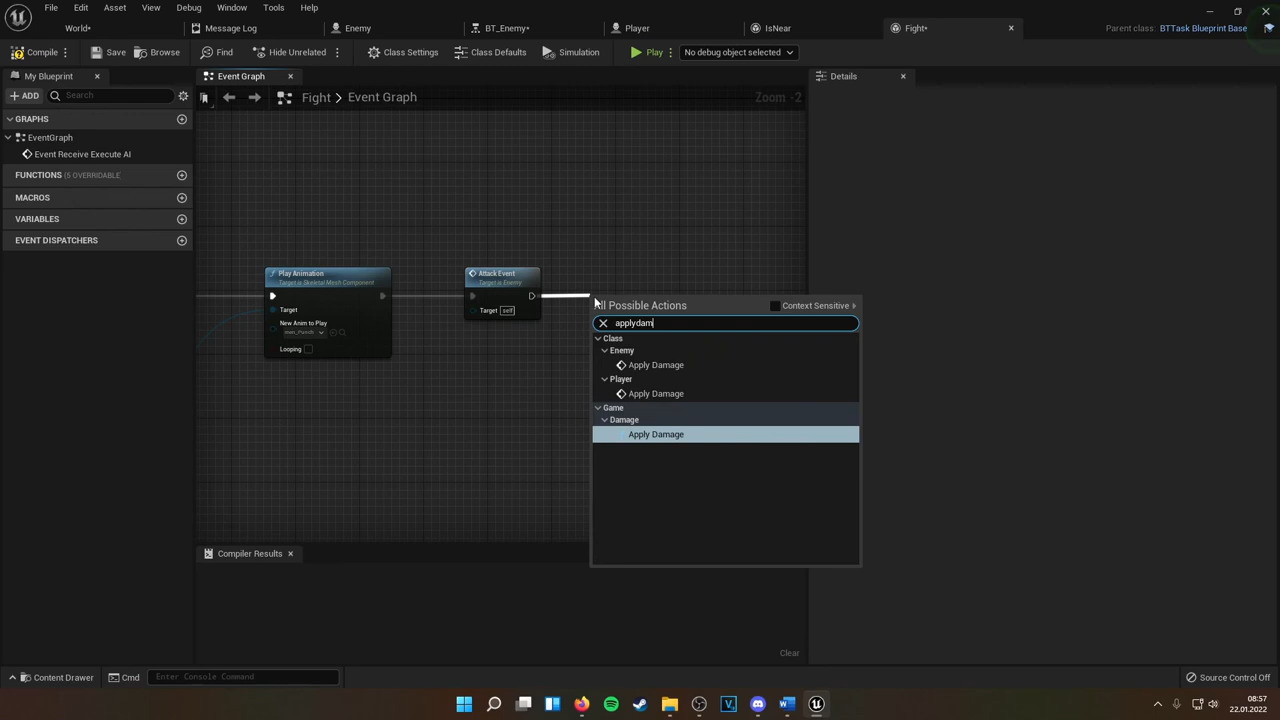 File Edit Asset View Debug Window Tools Help
World* Message Log Enemy BT_Enemy* Player IsNear Fight* Parent class: BTTask Blueprint Base
Compile Save Browse Find Hide Unrelated Class Settings Class Defaults Simulation Play No debug object selected
My Blueprint Event Graph Details
+ ADD Search Fight > Event Graph Zoom -2
GRAPHS
EventGraph
Event Receive Execute AI
FUNCTIONS (5 OVERRIDABLE
MACROS
VARIABLES
EVENT DISPATCHERS
Play Animation
Target is Skeletal Mesh Component
Target
New Anim to Play
man_Punch
Looping
Attack Event
Target is Enemy
Target self
All Possible Actions Context Sensitive
applydam
Class
Enemy
Apply Damage
Player
Apply Damage
Game
Damage
Apply Damage
Compiler Results
Clear
Content Drawer Cmd Enter Console Command Source Control Off
08:57
22.01.2022